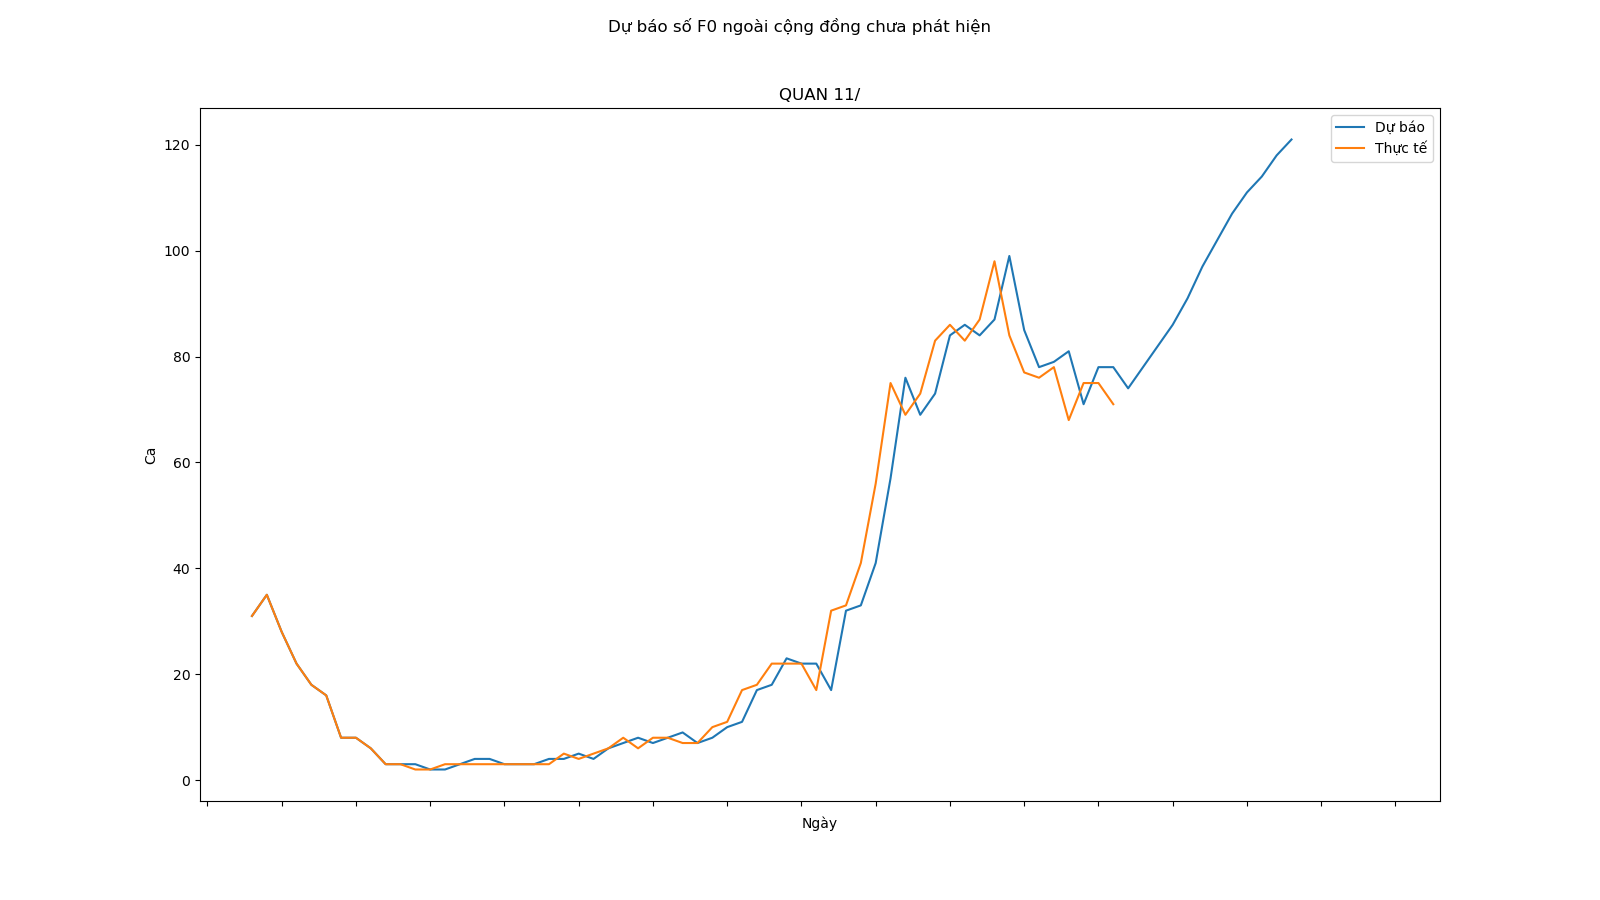 Dự báo số F0 ngoài cộng đồng chưa phát hiện
QUAN 11/
Dự báo
Thực tế
120
100
80
60
40
20
0
Ca
Ngày